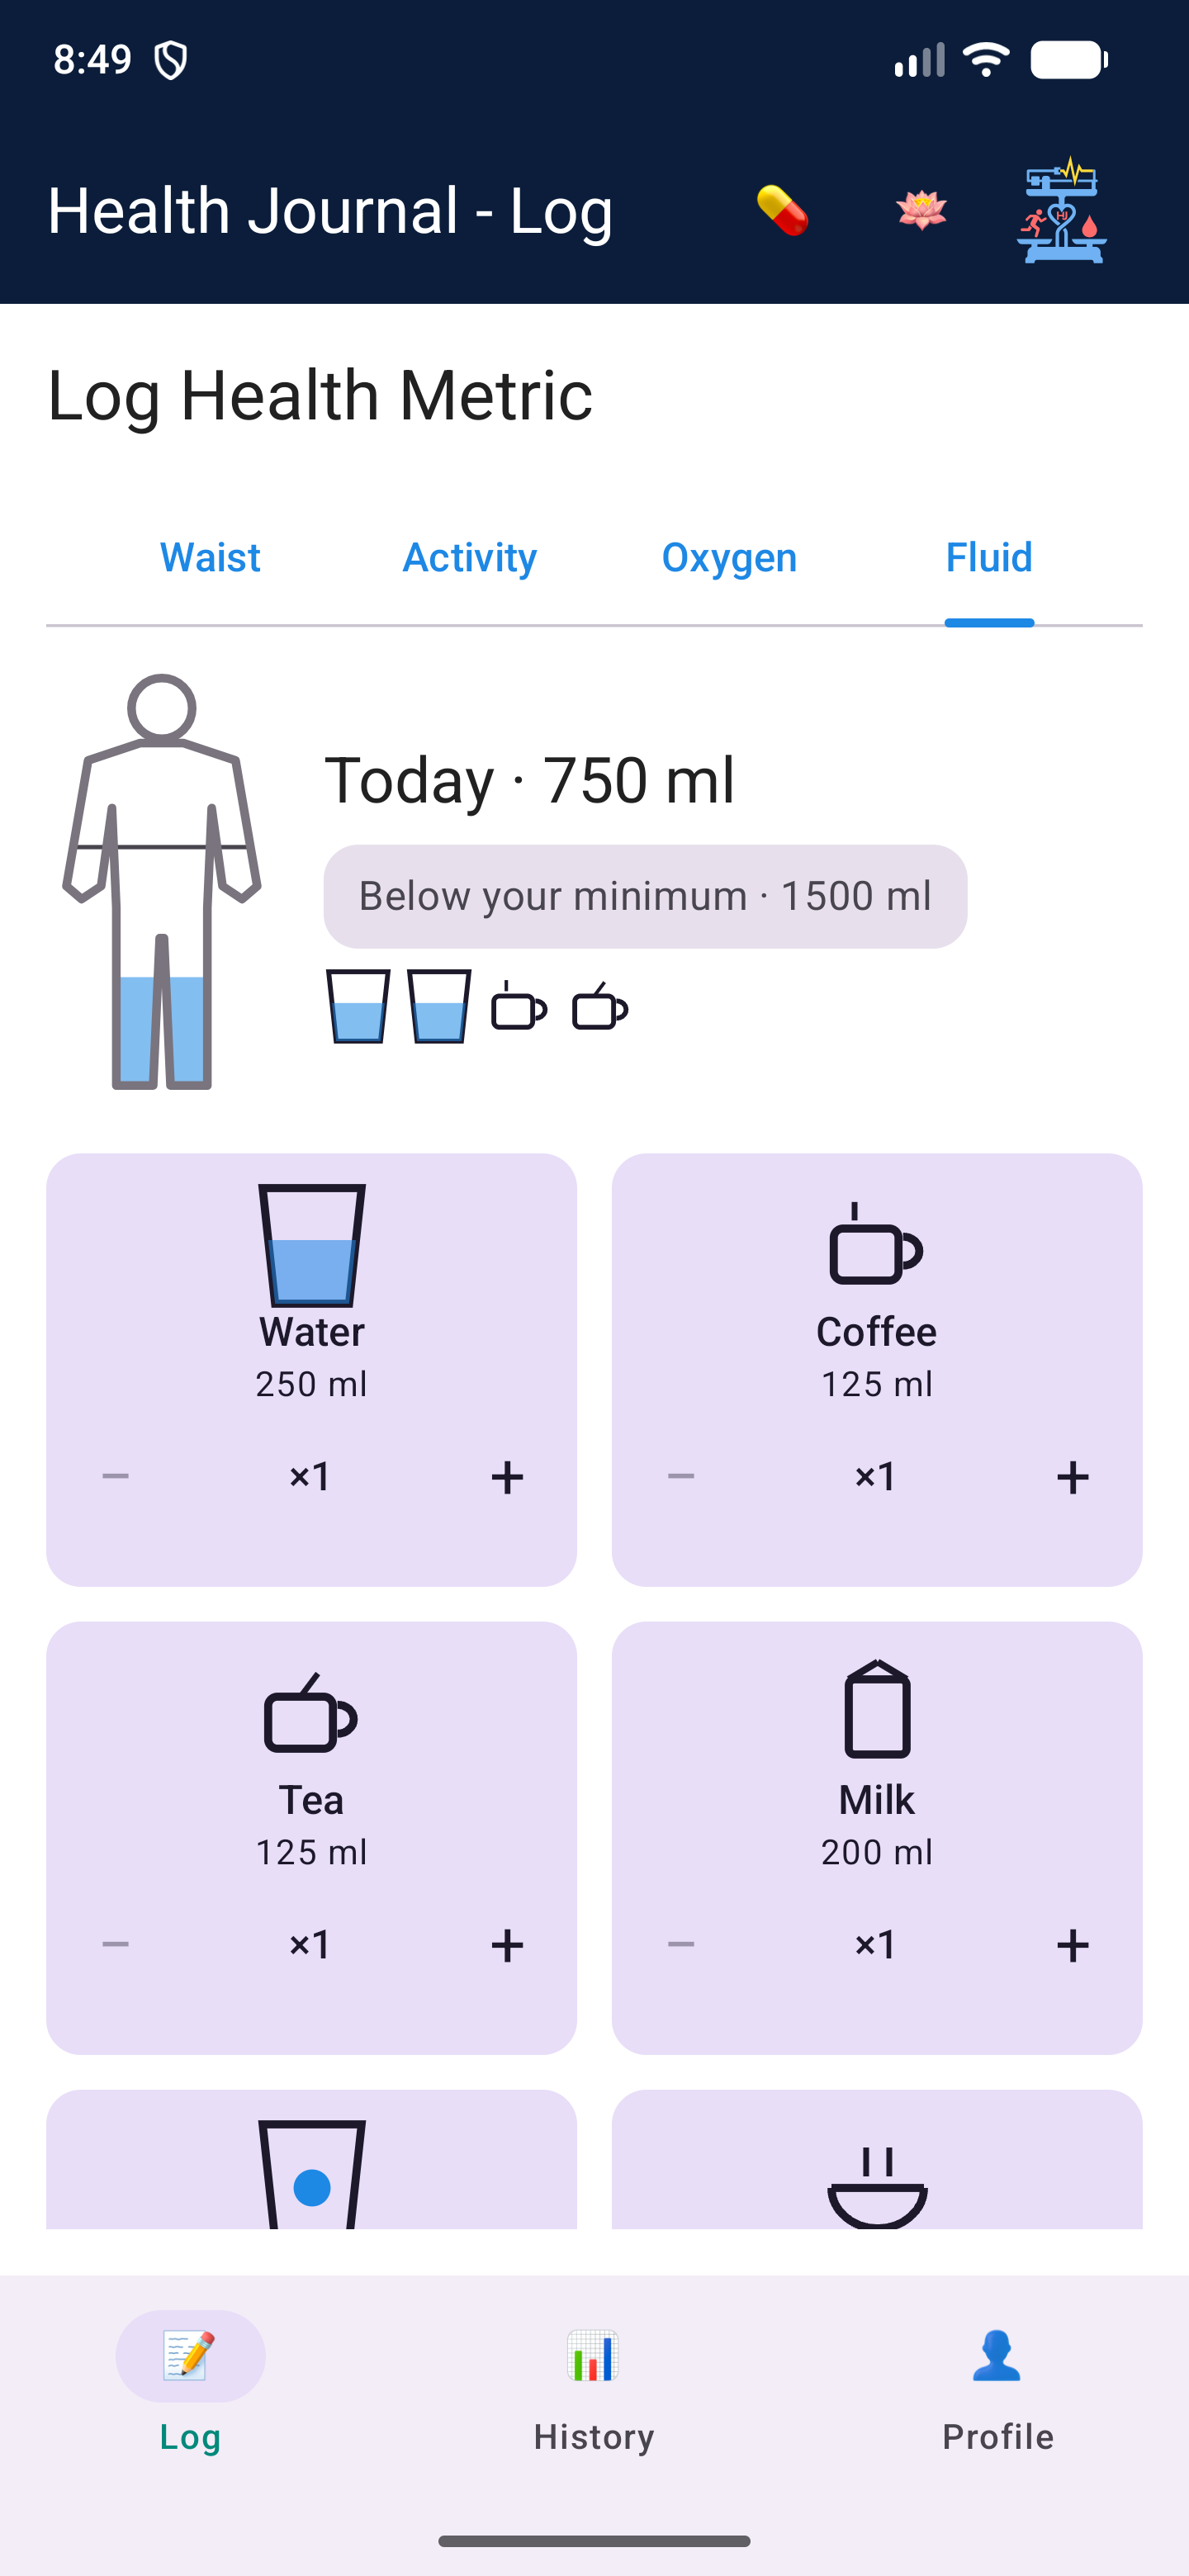 8:49
Health Journal - Log
HJ
Log Health Metric
Waist Activity Oxygen Fluid
Today · 750 ml
Below your minimum · 1500 ml
Water Coffee
250 ml 125 ml
− ×1 + − ×1 +
Tea Milk
125 ml 200 ml
− ×1 + − ×1 +
Log History Profile